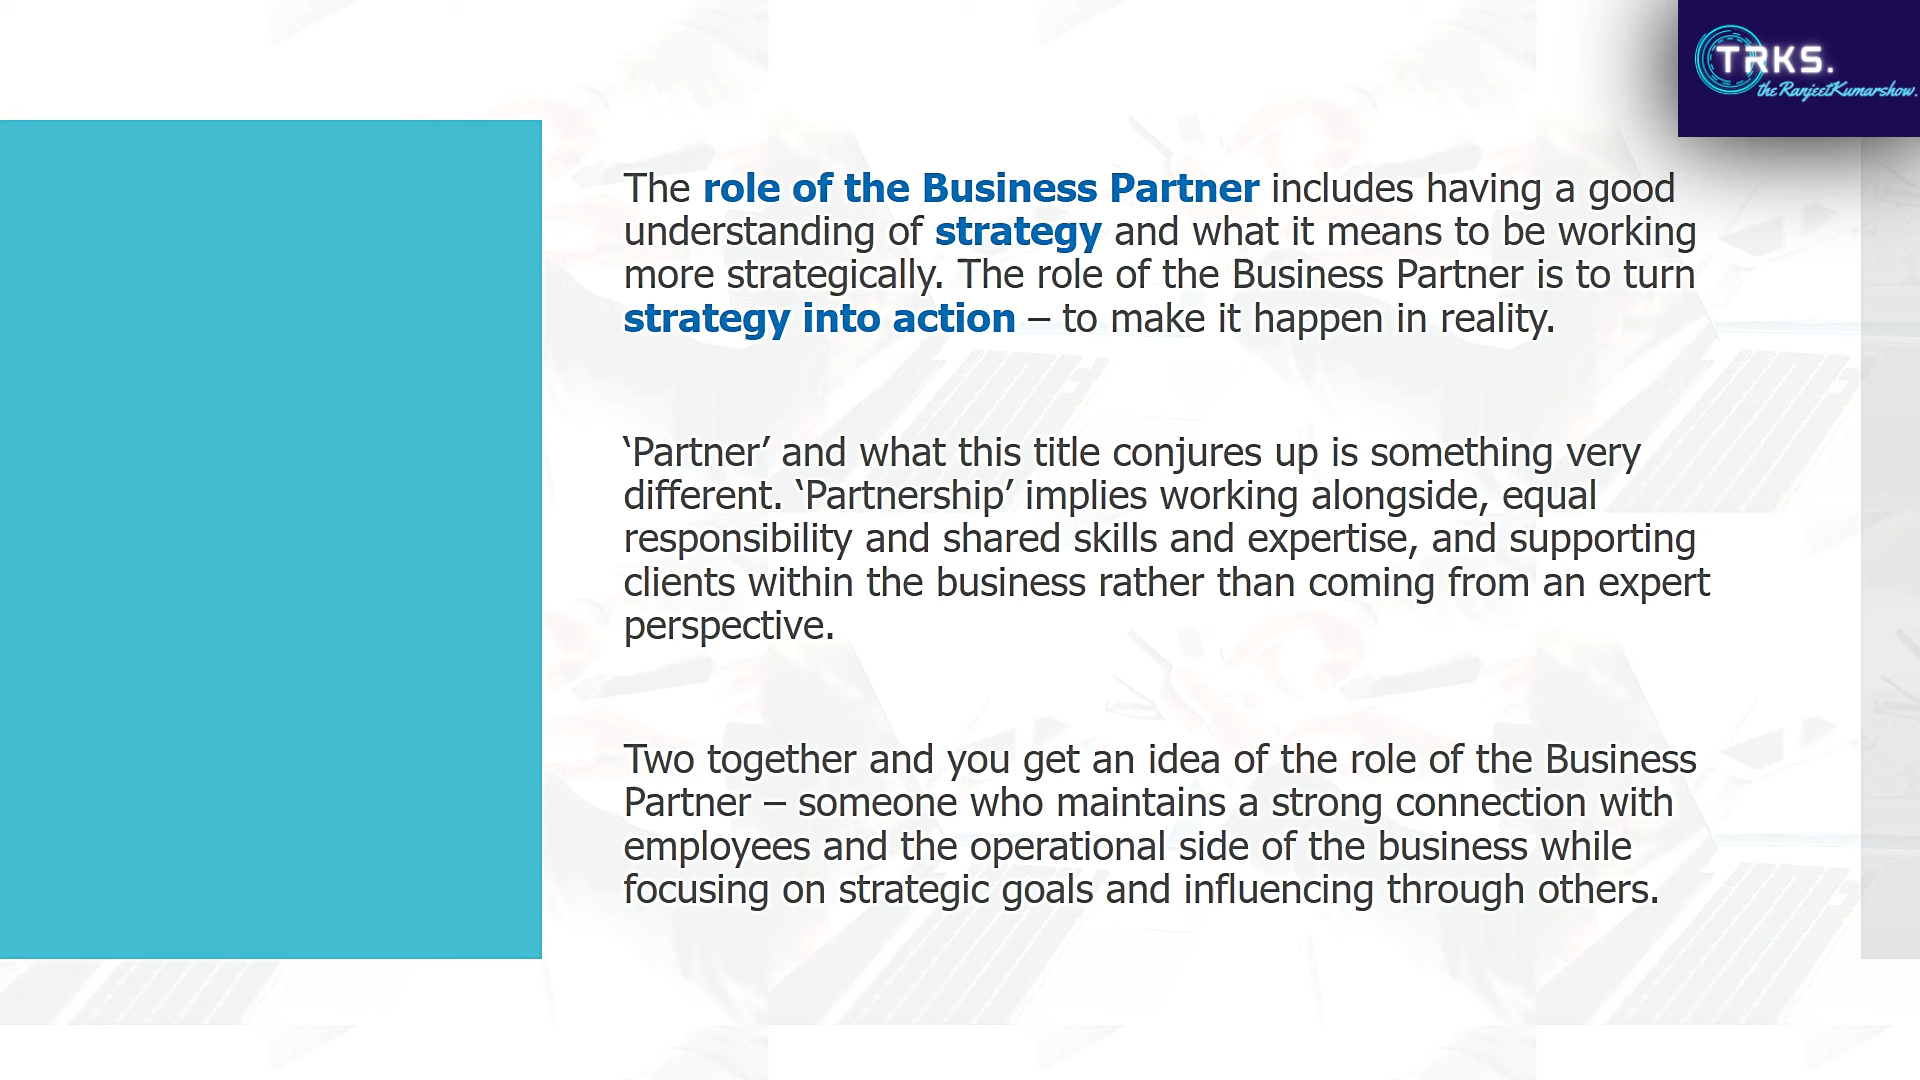 TRKS.
theRanjeetKumarshow.
The role of the Business Partner includes having a good
understanding of strategy and what it means to be working
more strategically. The role of the Business Partner is to turn
strategy into action – to make it happen in reality.
‘Partner’ and what this title conjures up is something very
different. ‘Partnership’ implies working alongside, equal
responsibility and shared skills and expertise, and supporting
clients within the business rather than coming from an expert
perspective.
Two together and you get an idea of the role of the Business
Partner – someone who maintains a strong connection with
employees and the operational side of the business while
focusing on strategic goals and influencing through others.